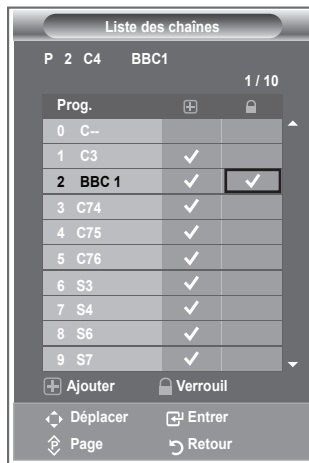 Liste des chaînes
P 2 C4 BBC1
1 / 10
Prog.
0 C--
1 C3
2 BBC 1
3 C74
4 C75
5 C76
6 S3
7 S4
8 S6
9 S7
Ajouter Verrouil
Déplacer Entrer
Page Retour